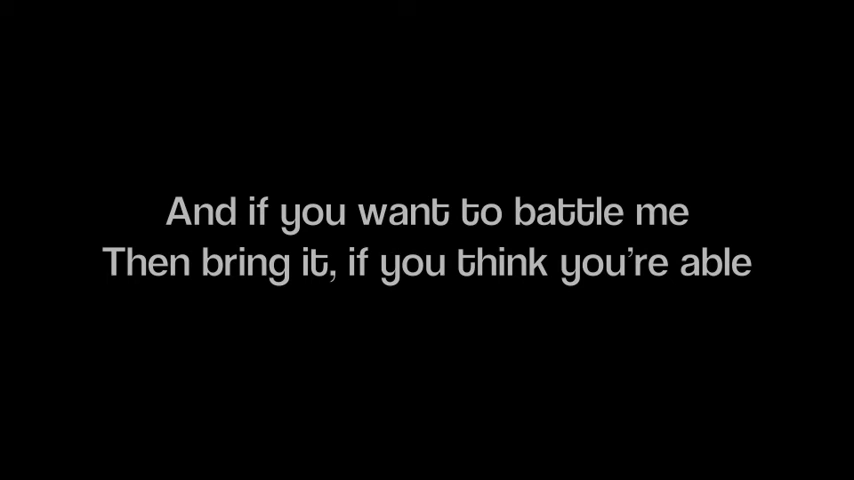 And if you want to battle me
Then bring it, if you think you’re able